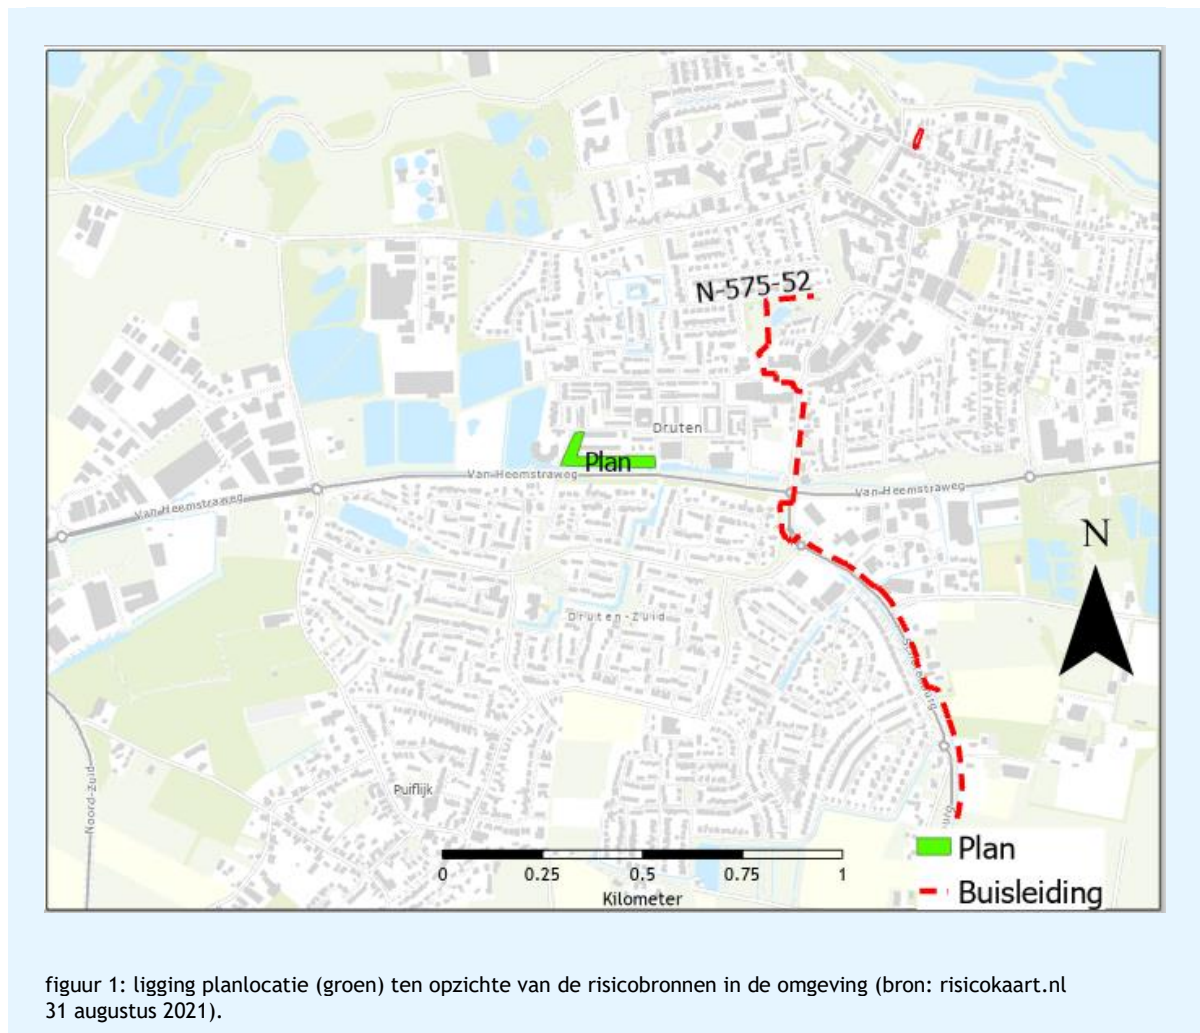 N-575-52
Druten
Plan
Van-Heemstraweg
Van-Heemstraweg
Van-Heemstraweg
N
Druten-Zuid
Puiflijk
Noord-zuid
0 0.25 0.5 0.75 1
Kilometer
Plan
Buisleiding
figuur 1: ligging planlocatie (groen) ten opzichte van de risicobronnen in de omgeving (bron: risicokaart.nl
31 augustus 2021).